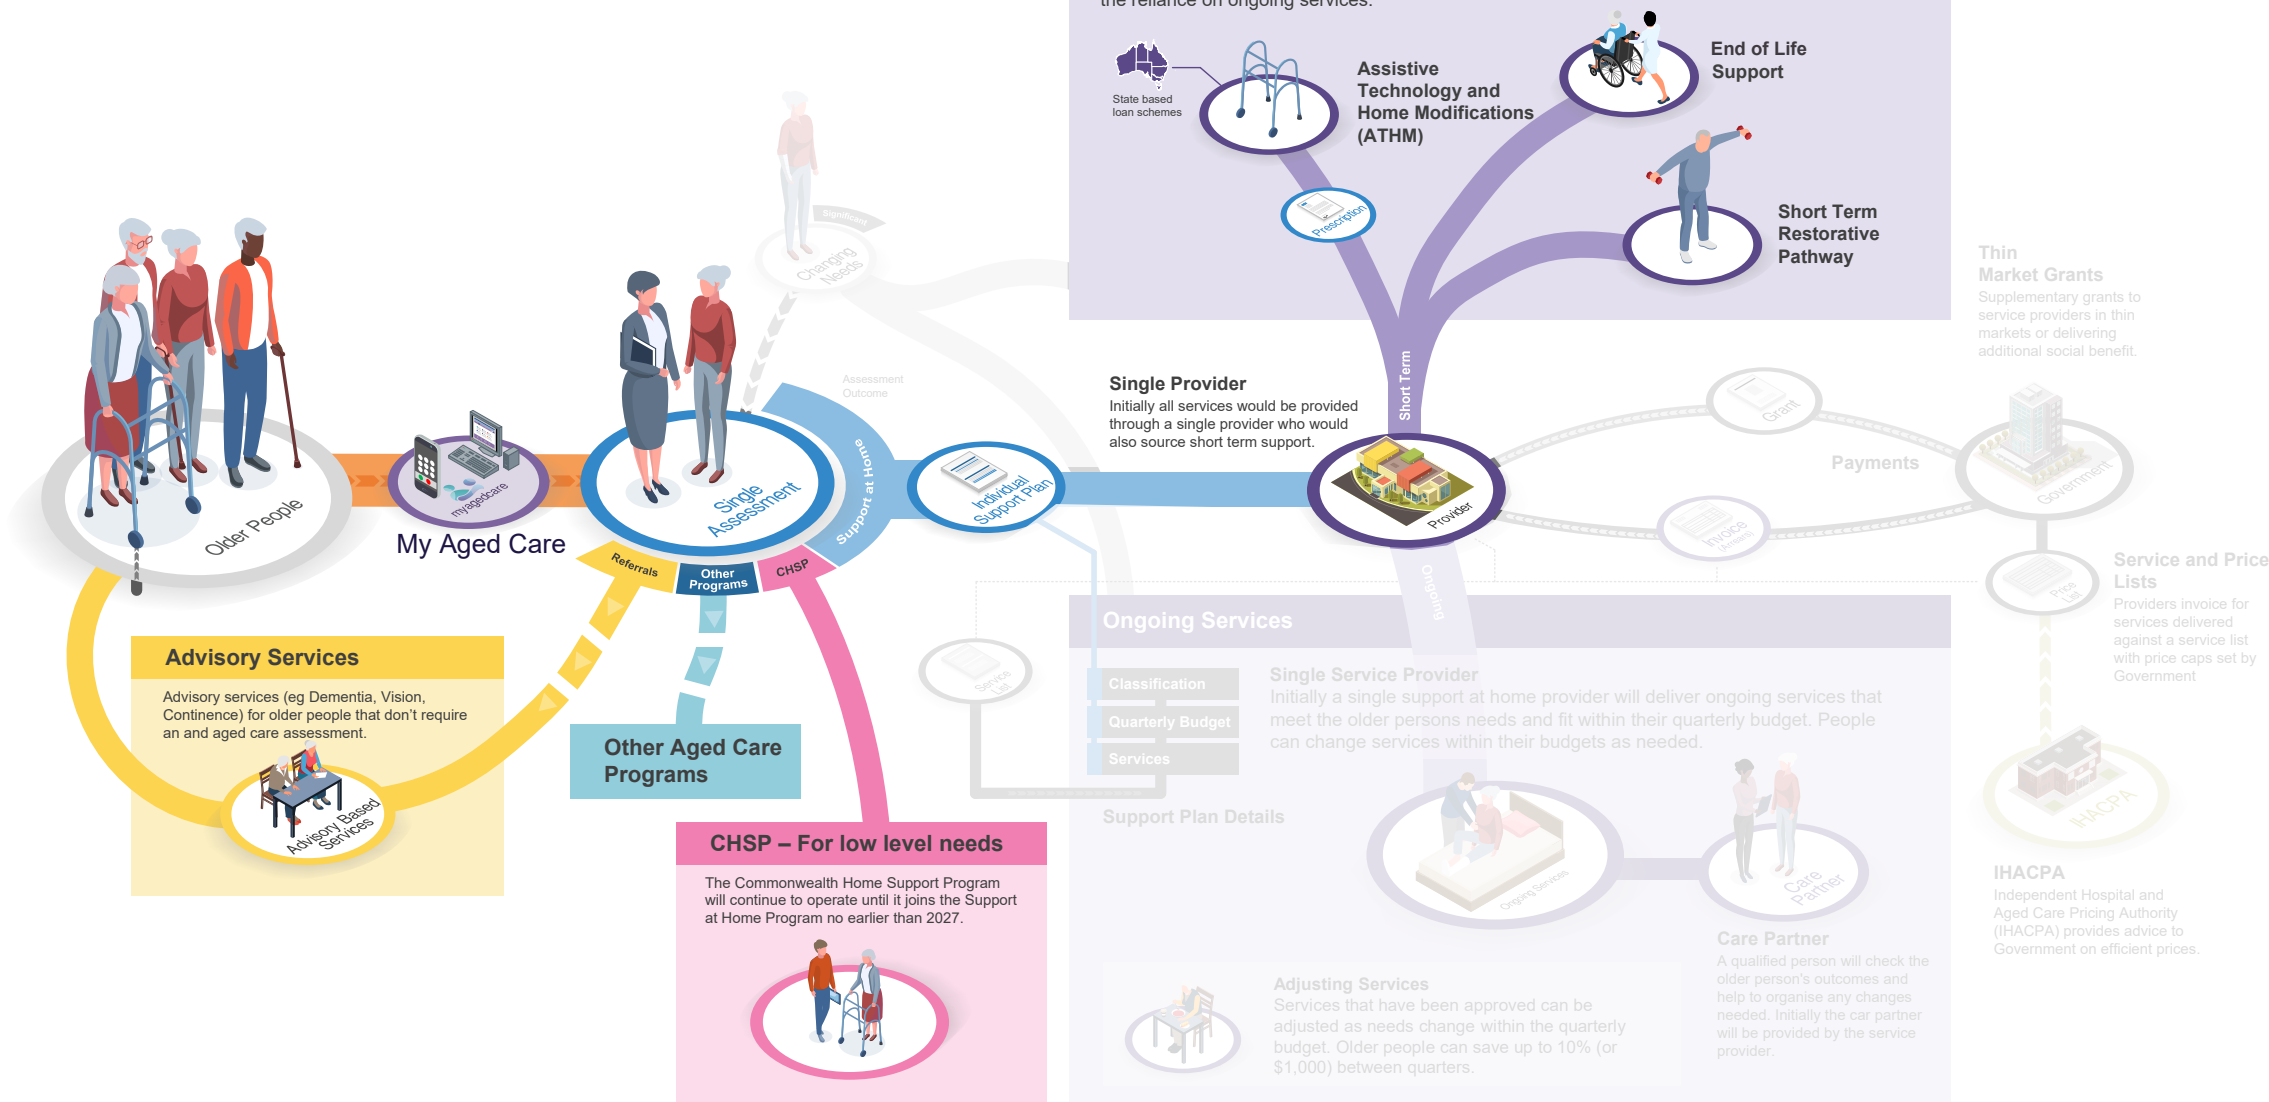 the reliance on ongoing services.
State based
loan schemes
Assistive
Technology and
Home Modifications
(ATHM)
End of Life
Support
Prescription
Short Term
Restorative
Pathway
Significant
Changing
Needs
Thin
Market Grants
Supplementary grants to
service providers in thin
markets or delivering
additional social benefit.
Assessment
Outcome
Single Provider
Initially all services would be provided
through a single provider who would
also source short term support.
Short Term
Grant
Payments
Government
Older People
myagedcare
My Aged Care
Single
Assessment
Support at Home
Individual
Support Plan
Provider
Invoice
(Arrears)
Referrals
Other
Programs
CHSP
Ongoing
Price
List
Service and Price
Lists
Providers invoice for
services delivered
against a service list
with price caps set by
Government
Advisory Services
Advisory services (eg Dementia, Vision,
Continence) for older people that don’t require
an and aged care assessment.
Advisory Based
Services
Other Aged Care
Programs
CHSP – For low level needs
The Commonwealth Home Support Program
will continue to operate until it joins the Support
at Home Program no earlier than 2027.
Ongoing Services
Service
List
Classification
Quarterly Budget
Services
Support Plan Details
Single Service Provider
Initially a single support at home provider will deliver ongoing services that
meet the older persons needs and fit within their quarterly budget. People
can change services within their budgets as needed.
Ongoing Services
Care
Partner
Care Partner
A qualified person will check the
older person's outcomes and
help to organise any changes
needed. Initially the car partner
will be provided by the service
provider.
Adjusting Services
Services that have been approved can be
adjusted as needs change within the quarterly
budget. Older people can save up to 10% (or
$1,000) between quarters.
IHACPA
IHACPA
Independent Hospital and
Aged Care Pricing Authority
(IHACPA) provides advice to
Government on efficient prices.